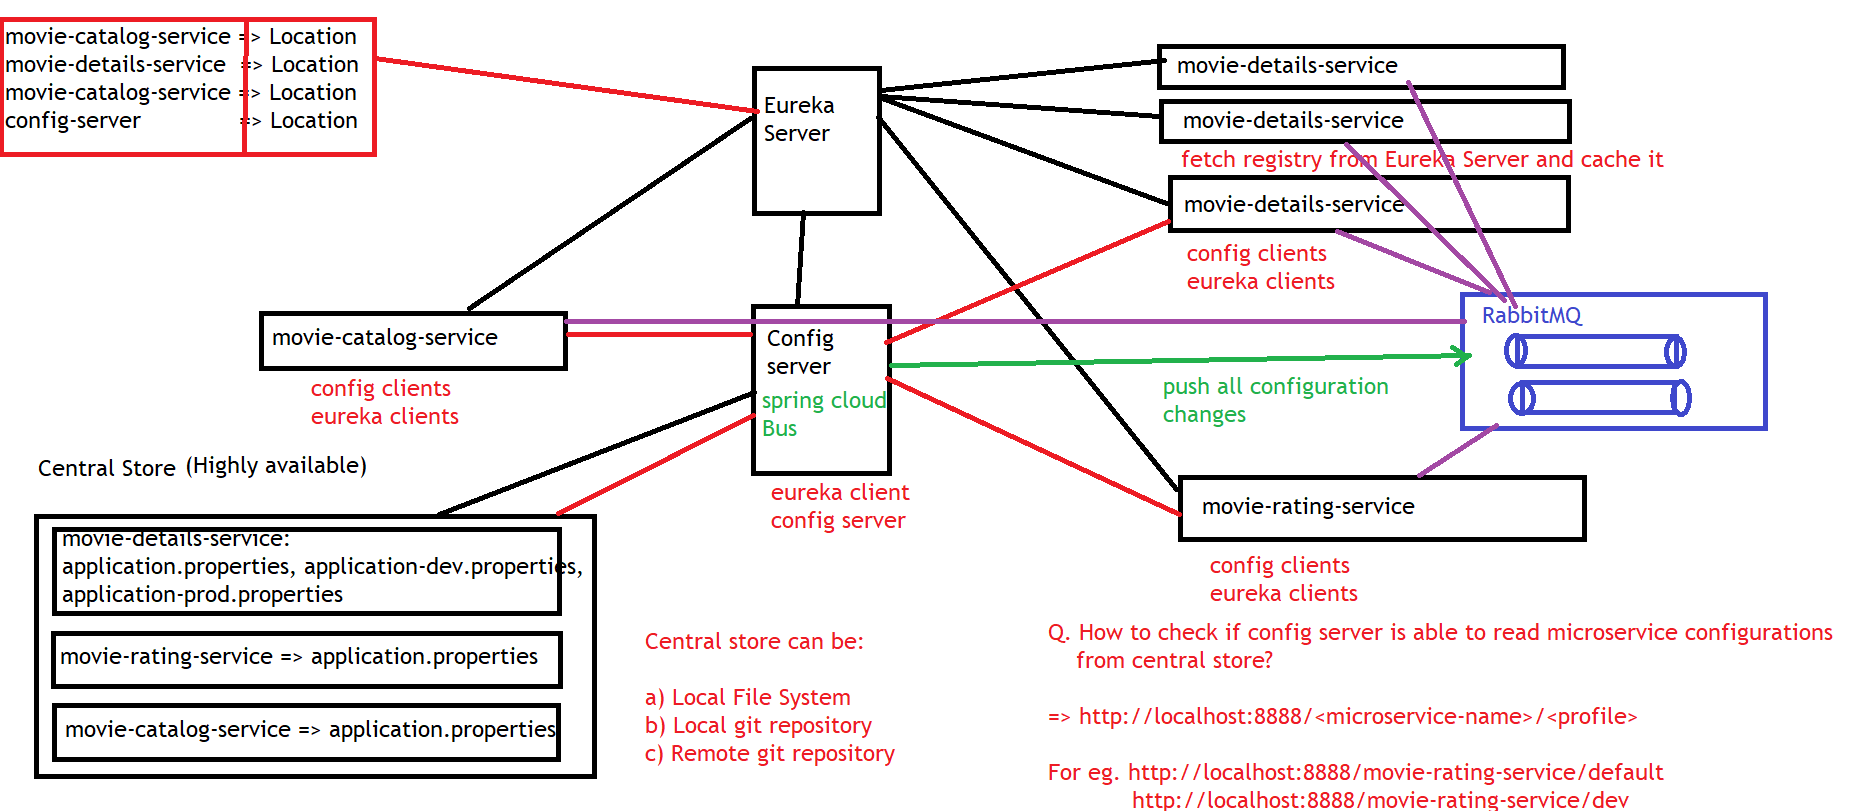 movie-catalog-service => Location
movie-details-service => Location
movie-catalog-service => Location
config-server => Location
Eureka
Server
movie-details-service
movie-details-service
fetch registry from Eureka Server and cache it
movie-details-service
config clients
eureka clients
movie-catalog-service
config clients
eureka clients
Config
server
spring cloud
Bus
eureka client
config server
push all configuration
changes
RabbitMQ
movie-rating-service
config clients
eureka clients
Central Store (Highly available)
movie-details-service:
application.properties, application-dev.properties,
application-prod.properties
movie-rating-service => application.properties
movie-catalog-service => application.properties
Central store can be:
a) Local File System
b) Local git repository
c) Remote git repository
Q. How to check if config server is able to read microservice configurations
from central store?
=> http://localhost:8888/<microservice-name>/<profile>
For eg. http://localhost:8888/movie-rating-service/default
http://localhost:8888/movie-rating-service/dev